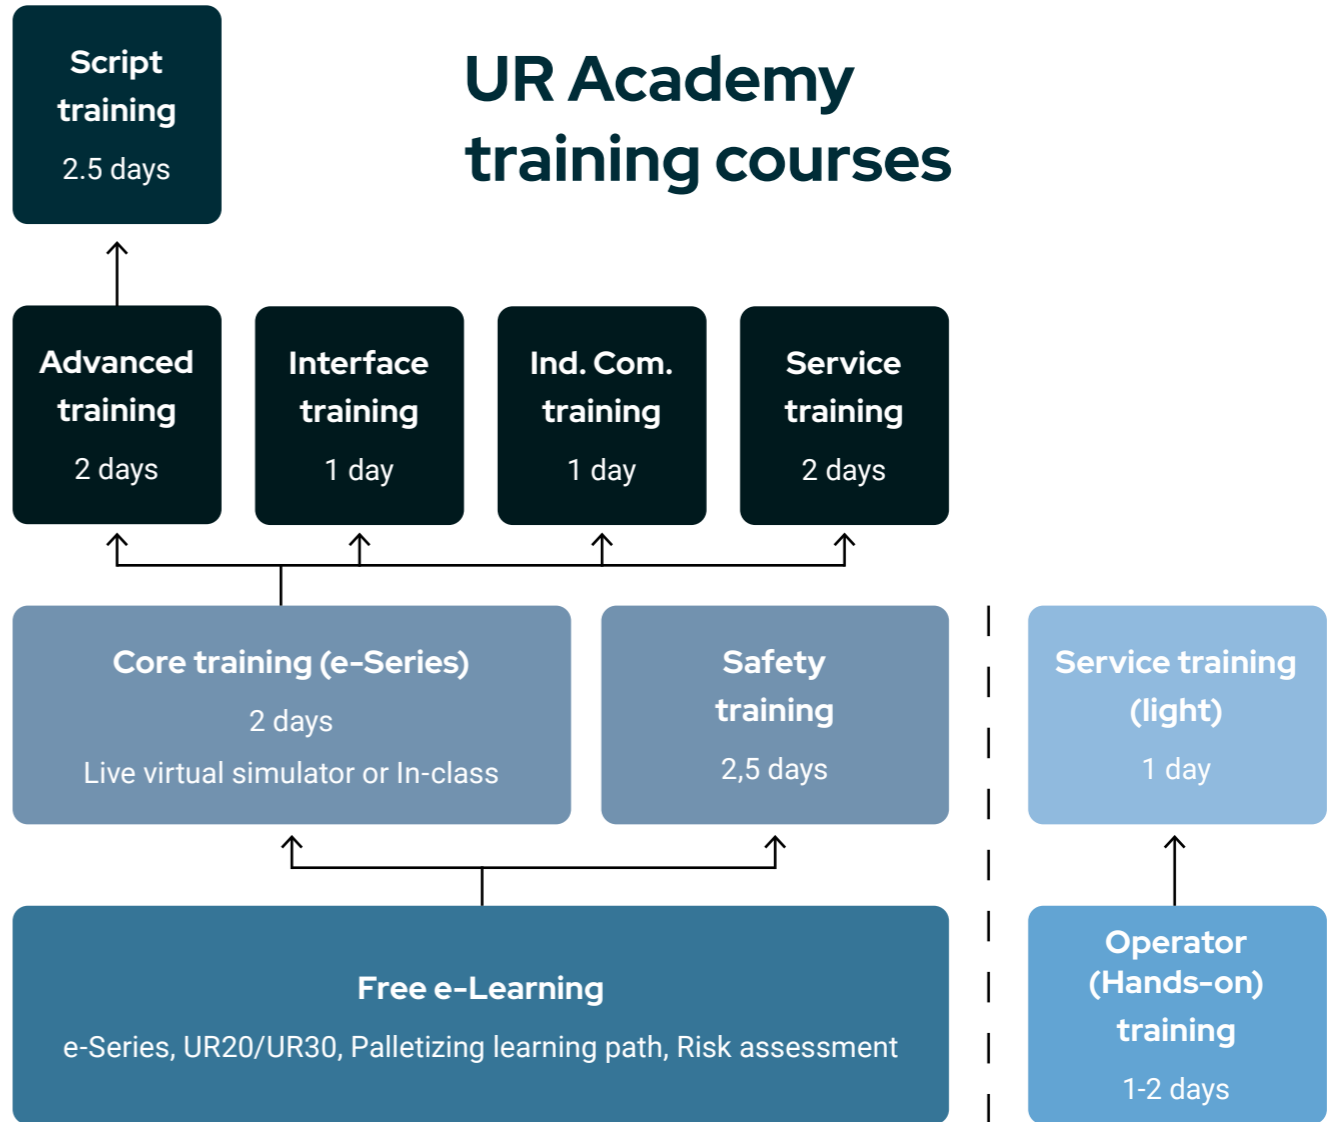 UR Academy
training courses
Script
training
2.5 days
Advanced
training
2 days
Interface
training
1 day
Ind. Com.
training
1 day
Service
training
2 days
Core training (e-Series)
2 days
Live virtual simulator or In-class
Safety
training
2,5 days
Service training
(light)
1 day
Free e-Learning
e-Series, UR20/UR30, Palletizing learning path, Risk assessment
Operator
(Hands-on)
training
1-2 days